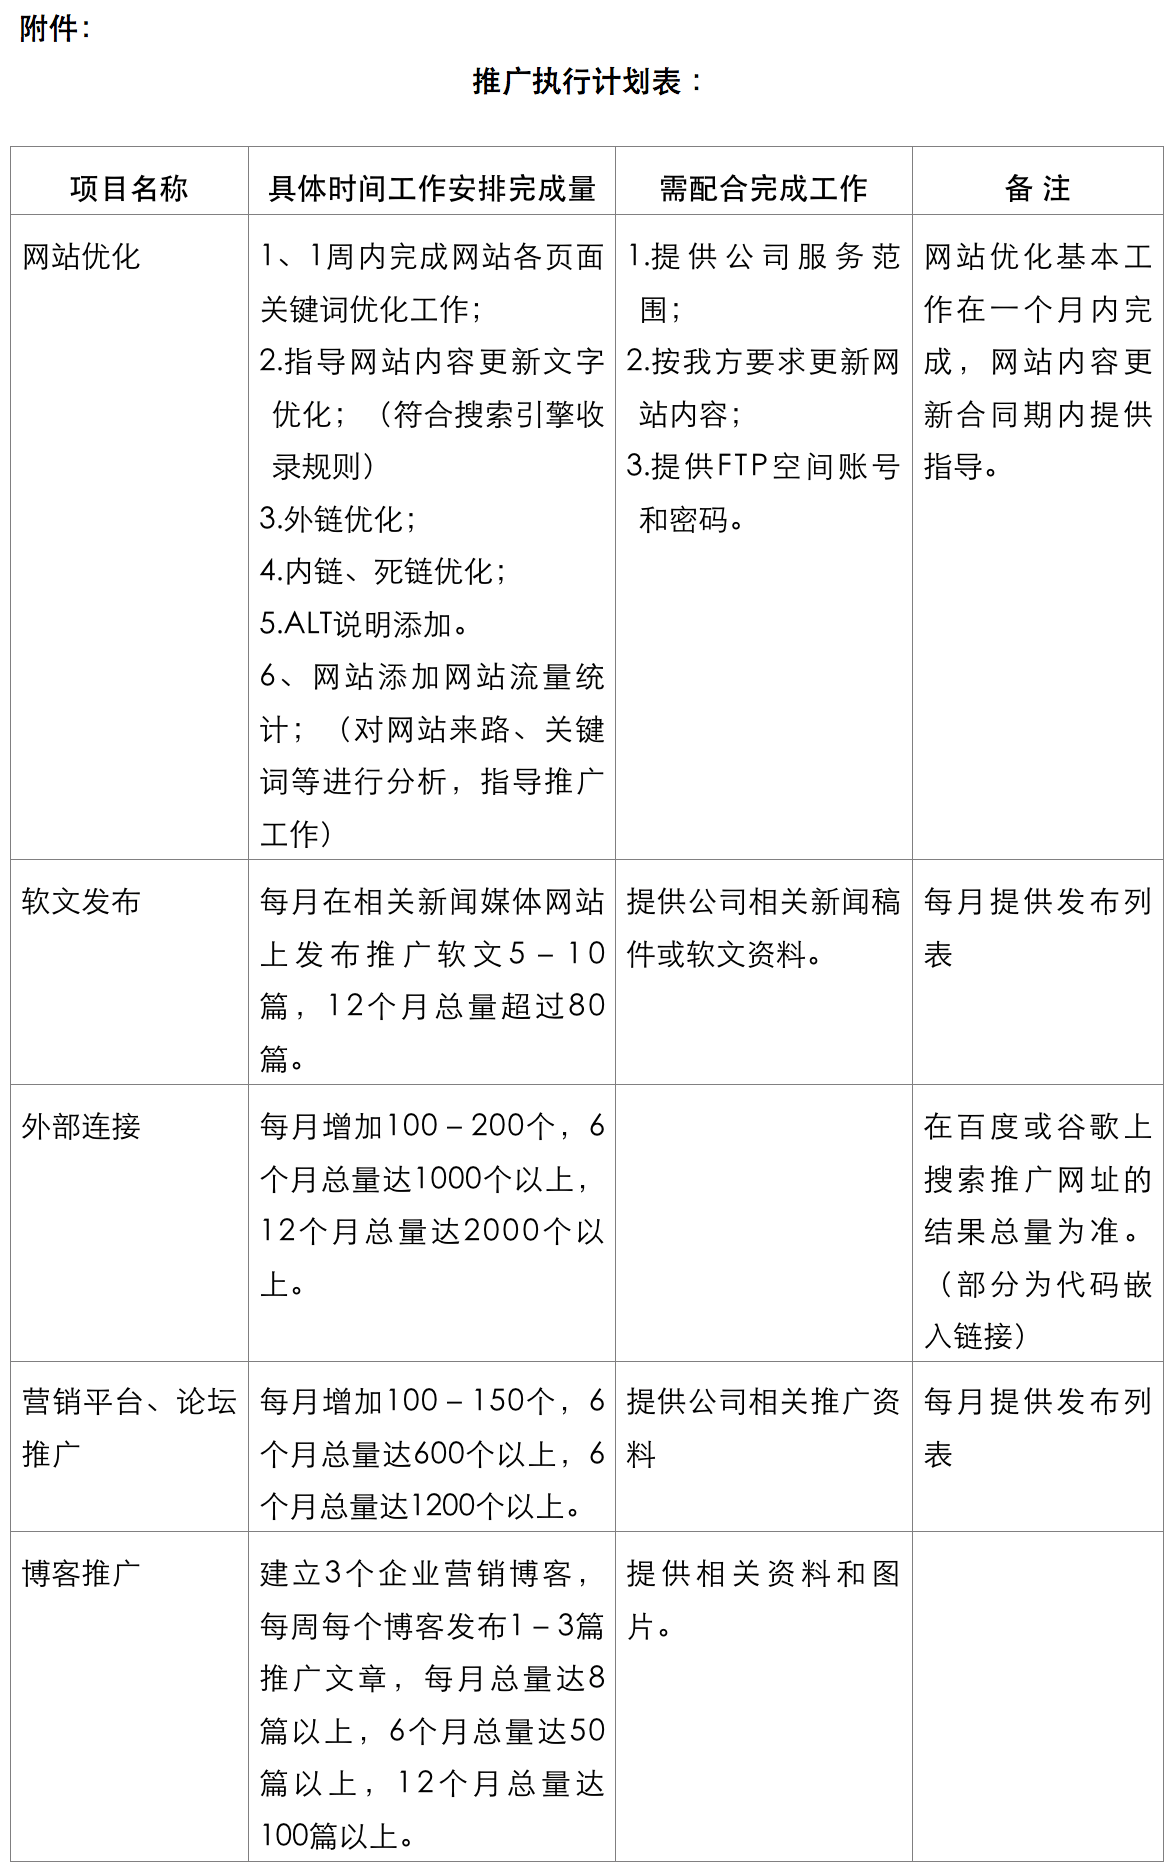 附件：
推广执行计划表：
项目名称
具体时间工作安排完成量
需配合完成工作
备 注
网站优化
1、1周内完成网站各页面
关键词优化工作；
2.指导网站内容更新文字
优化；（符合搜索引擎收
录规则）
3.外链优化；
4.内链、死链优化；
5.ALT说明添加。
6、网站添加网站流量统
计；（对网站来路、关键
词等进行分析，指导推广
工作）
1.提供公司服务范
围；
2.按我方要求更新网
站内容；
3.提供FTP空间账号
和密码。
网站优化基本工
作在一个月内完
成，网站内容更
新合同期内提供
指导。
软文发布
每月在相关新闻媒体网站
上发布推广软文5－10
篇，12个月总量超过80
篇。
提供公司相关新闻稿
件或软文资料。
每月提供发布列
表
外部连接
每月增加100－200个，6
个月总量达1000个以上，
12个月总量达2000个以
上。
在百度或谷歌上
搜索推广网址的
结果总量为准。
（部分为代码嵌
入链接）
营销平台、论坛
推广
每月增加100－150个，6
个月总量达600个以上，6
个月总量达1200个以上。
提供公司相关推广资
料
每月提供发布列
表
博客推广
建立3个企业营销博客，
每周每个博客发布1－3篇
推广文章，每月总量达8
篇以上，6个月总量达50
篇以上，12个月总量达
100篇以上。
提供相关资料和图
片。